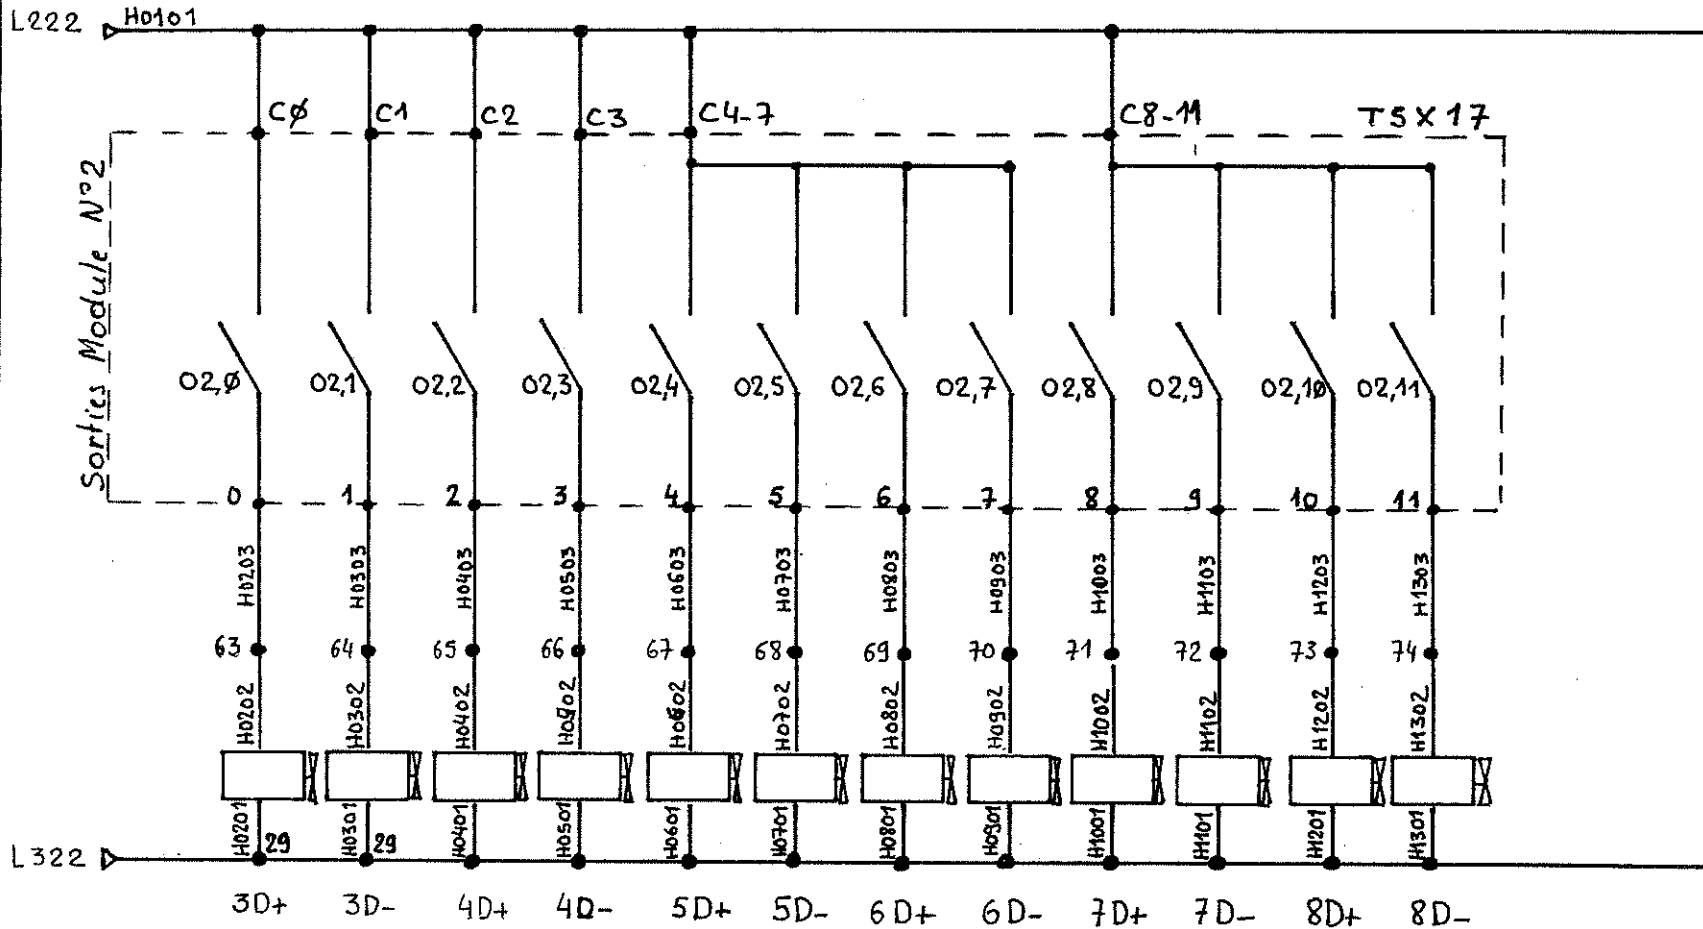 L222 H0101
CØ C1 C2 C3 C4-7 C8-11 TSX17
Sorties Module N°2
O2,Ø O2,1 O2,2 O2,3 O2,4 O2,5 O2,6 O2,7 O2,8 O2,9 O2,1Ø O2,11
0 1 2 3 4 5 6 7 8 9 10 11
H0203 H0303 H0403 H0503 H0603 H0703 H0803 H0903 H1003 H1103 H1203 H1303
63 64 65 66 67 68 69 70 71 72 73 74
H0202 H0302 H0402 H0502 H0602 H0702 H0802 H0902 H1002 H1102 H1202 H1302
H0201 H0301 H0401 H0501 H0601 H0701 H0801 H0901 H1001 H1101 H1201 H1301
29 29
L322
3D+ 3D- 4D+ 4D- 5D+ 5D- 6D+ 6D- 7D+ 7D- 8D+ 8D-